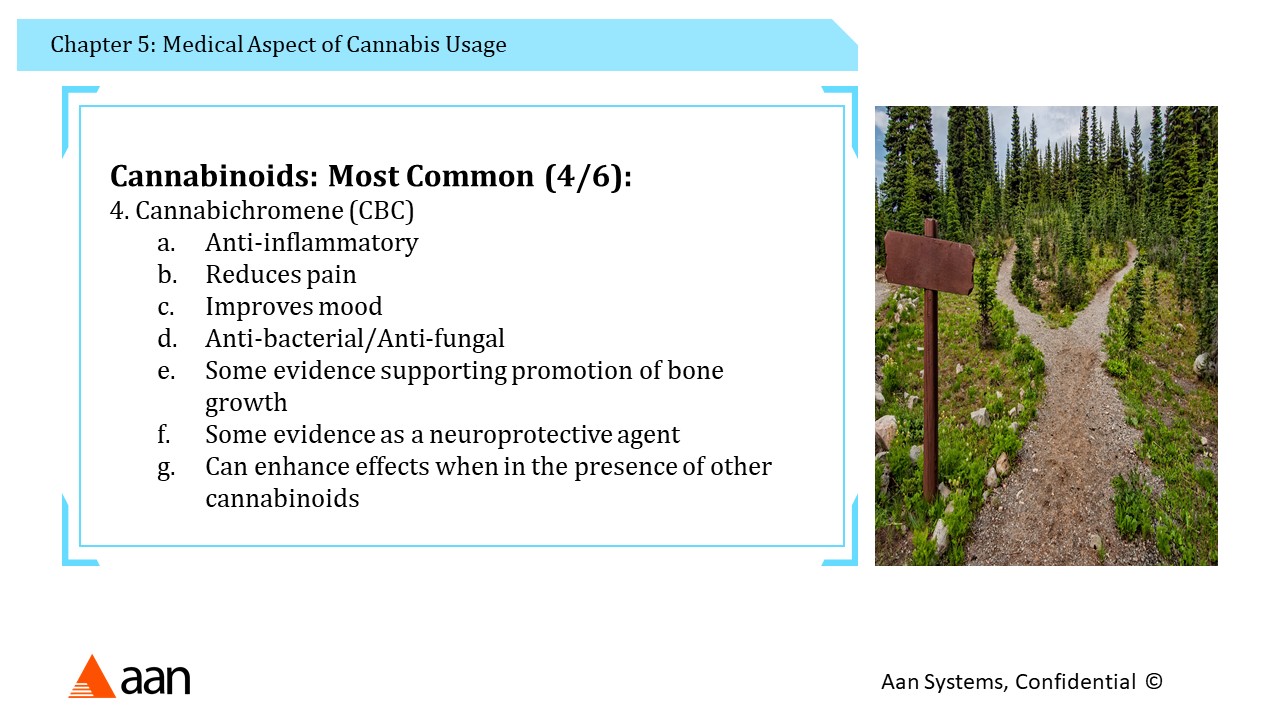 Chapter 5: Medical Aspect of Cannabis Usage
Cannabinoids: Most Common (4/6):
4. Cannabichromene (CBC)
a. Anti-inflammatory
b. Reduces pain
c. Improves mood
d. Anti-bacterial/Anti-fungal
e. Some evidence supporting promotion of bone
growth
f. Some evidence as a neuroprotective agent
g. Can enhance effects when in the presence of other
cannabinoids
aan
Aan Systems, Confidential ©